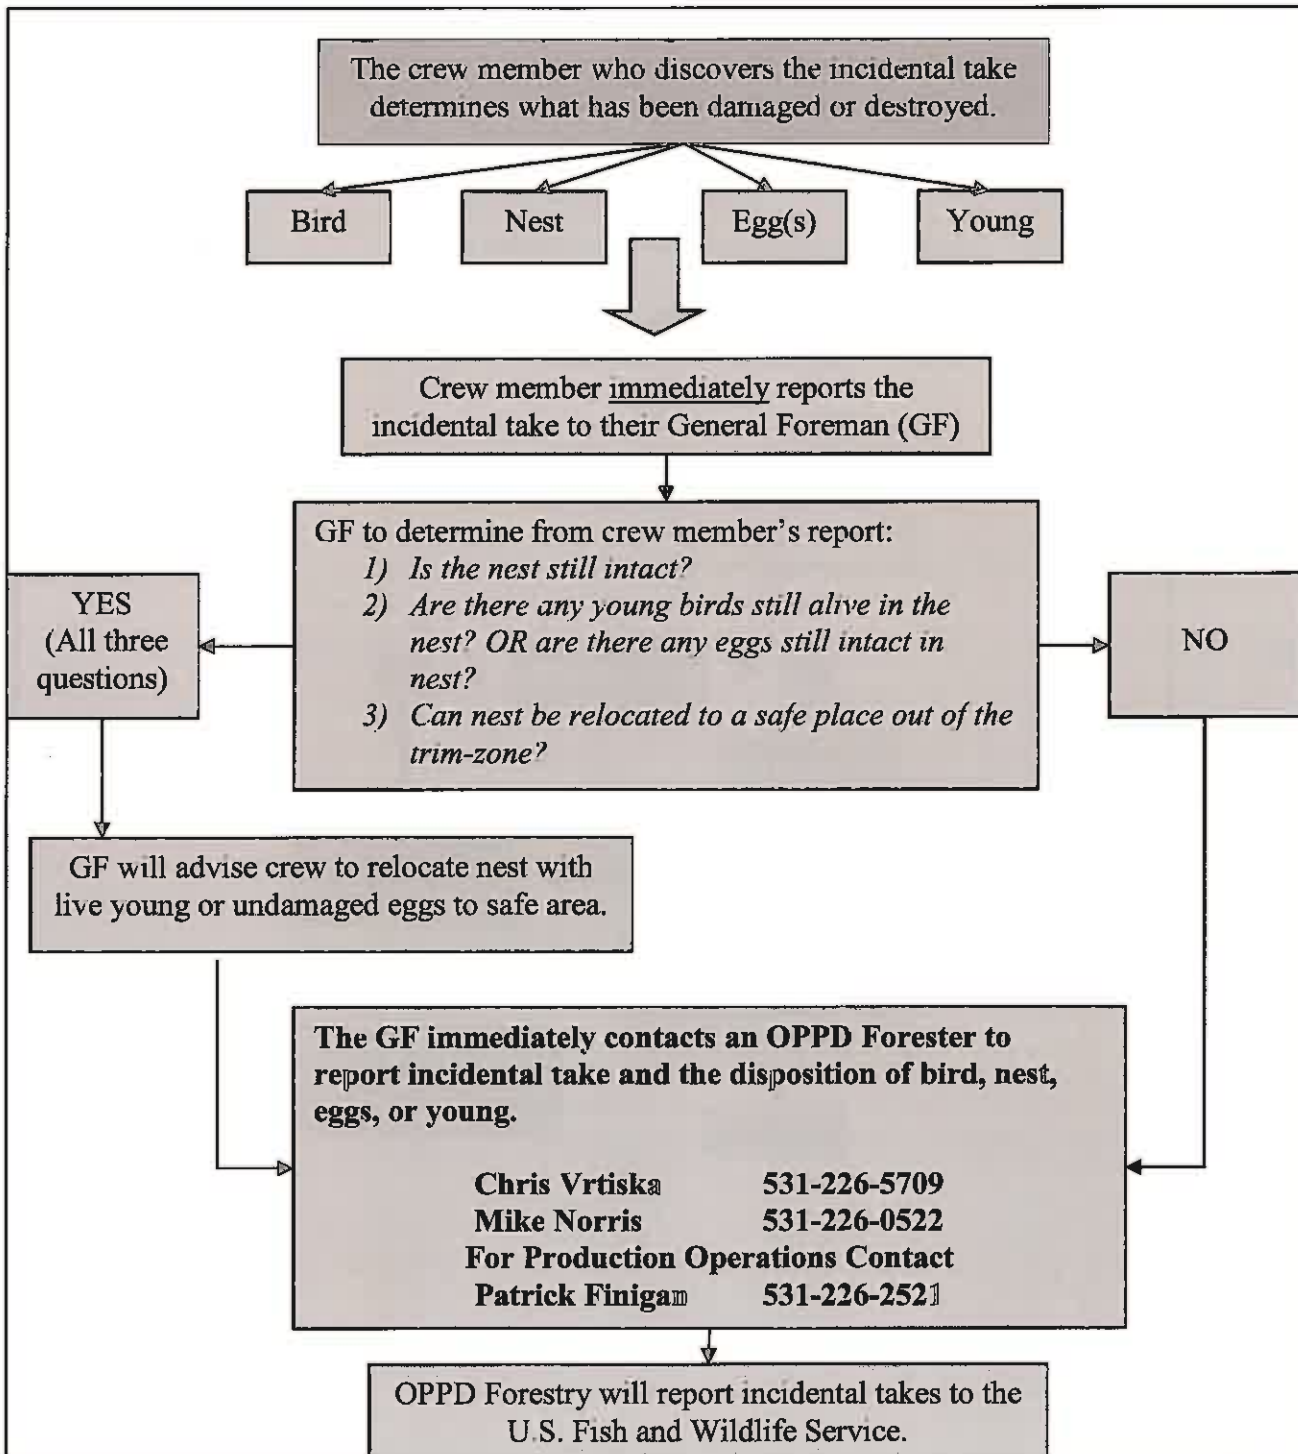 The crew member who discovers the incidental take
determines what has been damaged or destroyed.
Bird
Nest
Egg(s)
Young
Crew member immediately reports the
incidental take to their General Foreman (GF)
GF to determine from crew member's report:
1) Is the nest still intact?
2) Are there any young birds still alive in the
nest? OR are there any eggs still intact in
nest?
3) Can nest be relocated to a safe place out of the
trim-zone?
YES
(All three
questions)
NO
GF will advise crew to relocate nest with
live young or undamaged eggs to safe area.
The GF immediately contacts an OPPD Forester to
report incidental take and the disposition of bird, nest,
eggs, or young.
Chris Vrtiska 531-226-5709
Mike Norris 531-226-0522
For Production Operations Contact
Patrick Finigan 531-226-2521
OPPD Forestry will report incidental takes to the
U.S. Fish and Wildlife Service.